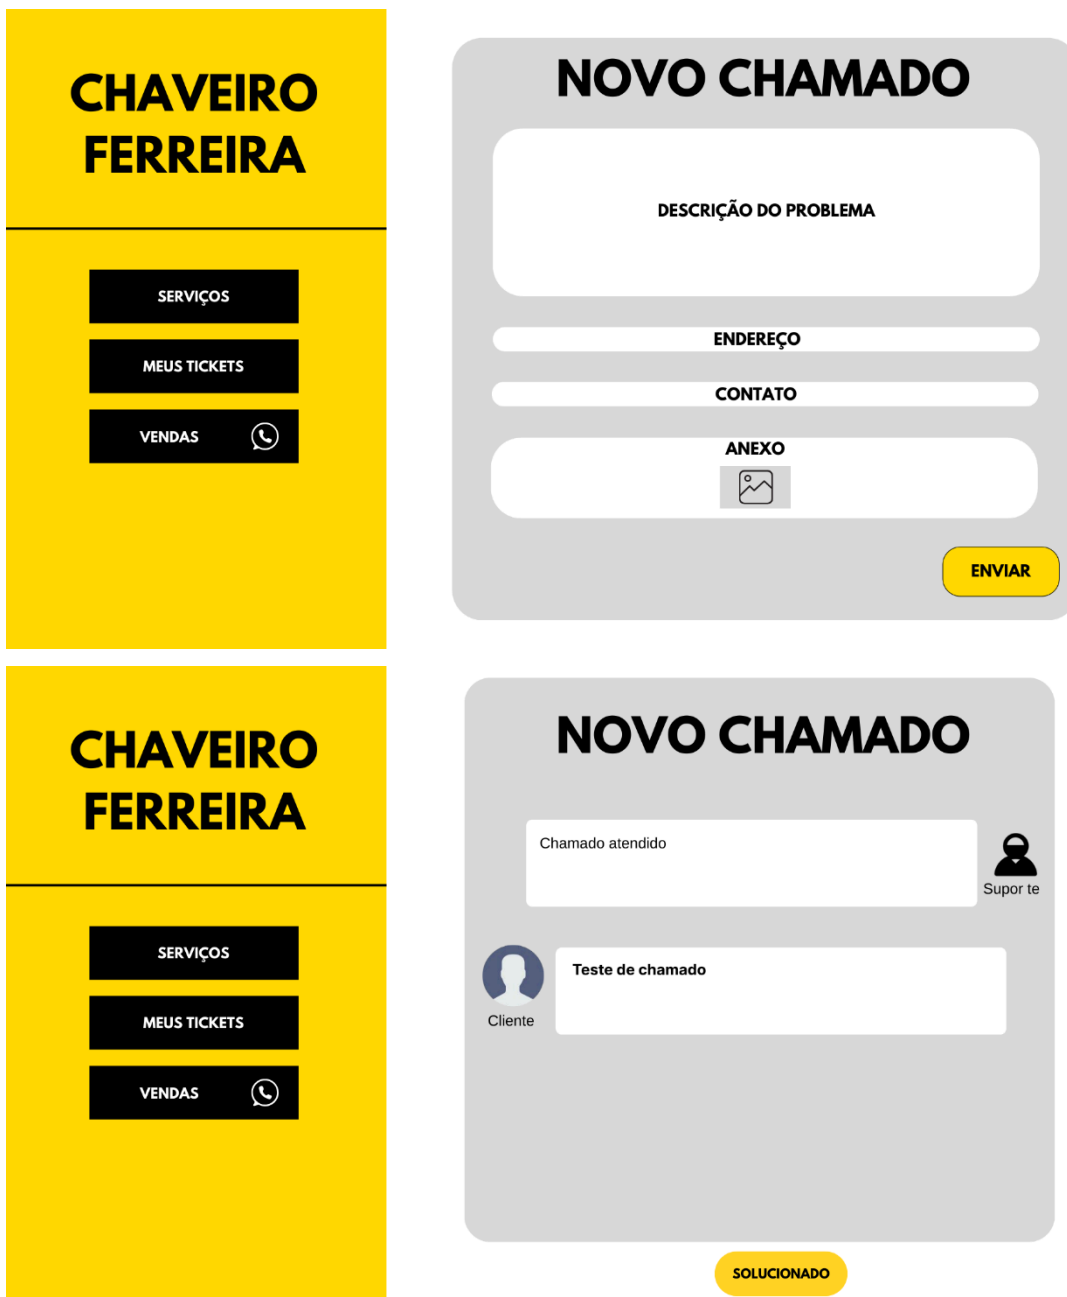 CHAVEIRO
FERREIRA
SERVIÇOS
MEUS TICKETS
VENDAS
NOVO CHAMADO
DESCRIÇÃO DO PROBLEMA
ENDEREÇO
CONTATO
ANEXO
ENVIAR
CHAVEIRO
FERREIRA
SERVIÇOS
MEUS TICKETS
VENDAS
NOVO CHAMADO
Chamado atendido
Supor te
Teste de chamado
Cliente
SOLUCIONADO